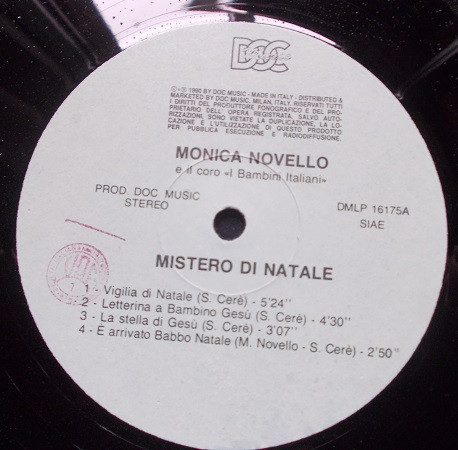 DOC
℗ © 1990 BY DOC MUSIC - MADE IN ITALY - DISTRIBUTED &
MARKETED BY DOC MUSIC, MILAN, ITALY. RISERVATI TUTTI
I DIRITTI DEL PRODUTTORE FONOGRAFICO E DEL PRO-
PRIETARIO DELL' OPERA REGISTRATA. SALVO AUTO-
RIZZAZIONE SONO VIETATE LA DUPLICAZIONE, LA LO-
CAZIONE E L'UTILIZZAZIONE DI QUESTO PRODOTTO
PER PUBBLICA ESECUZIONE E RADIODIFFUSIONE.
MONICA NOVELLO
e il coro «I Bambini Italiani»
PROD. DOC MUSIC
STEREO
DMLP 16175A
SIAE
MISTERO DI NATALE
1 - Vigilia di Natale (S. Cerè) - 5'24''
2 - Letterina a Bambino Gesù (S. Cerè) - 4'30''
3 - La stella di Gesù (S. Cerè) - 3'07''
4 - È arrivato Babbo Natale (M. Novello - S. Cerè) - 2'50''